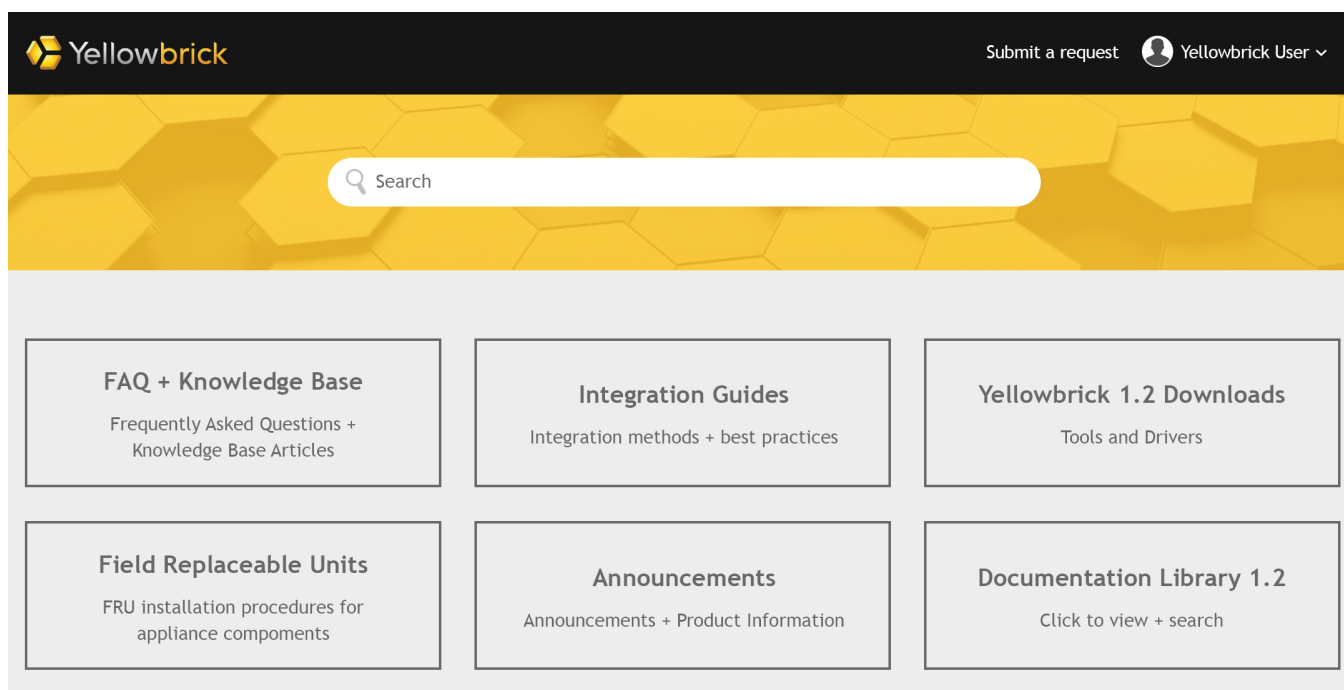 Yellowbrick
Submit a request
Yellowbrick User
Search
FAQ + Knowledge Base
Frequently Asked Questions +
Knowledge Base Articles
Integration Guides
Integration methods + best practices
Yellowbrick 1.2 Downloads
Tools and Drivers
Field Replaceable Units
FRU installation procedures for
appliance compoments
Announcements
Announcements + Product Information
Documentation Library 1.2
Click to view + search